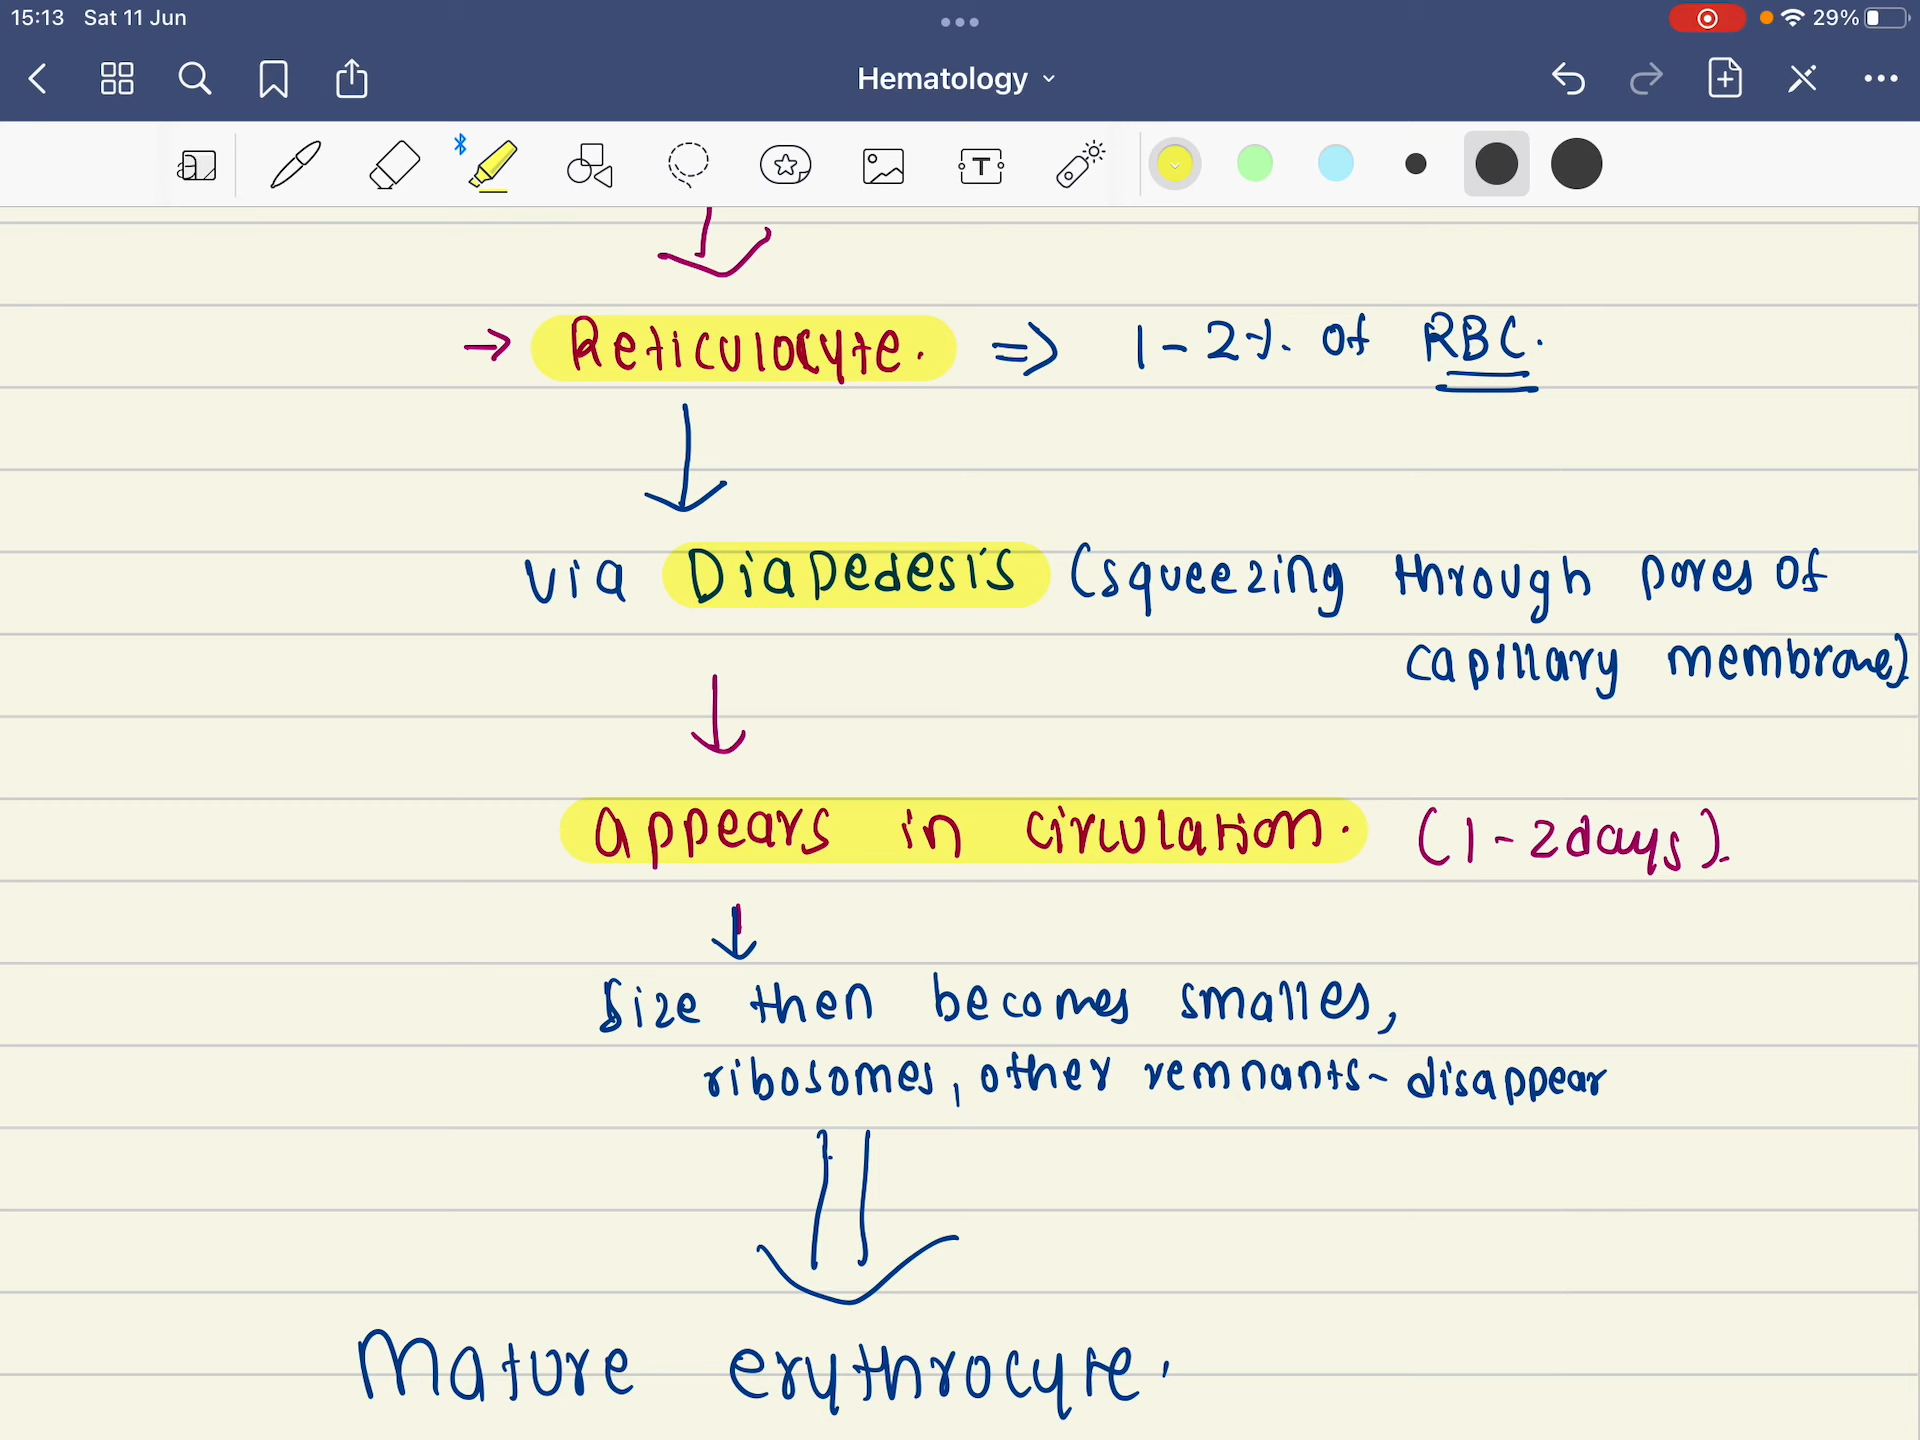 15:13 Sat 11 Jun
29%
Hematology
T
→ Reticulocyte. => 1-2% of RBC.
via Diapedesis (squeezing through pores of
capillary membrane)
appears in circulation. (1-2days).
Size then becomes smalles,
ribosomes, other remnants - disappear
Mature erythrocyte.